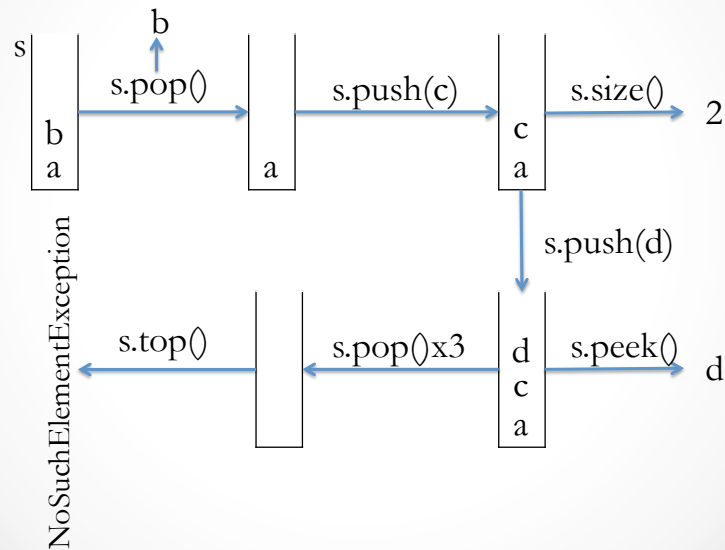 b
s
s.pop()
s.push(c)
s.size()
2
b
a
a
c
a
s.push(d)
NoSuchElementException
s.top()
s.pop()x3
d
c
a
s.peek()
d